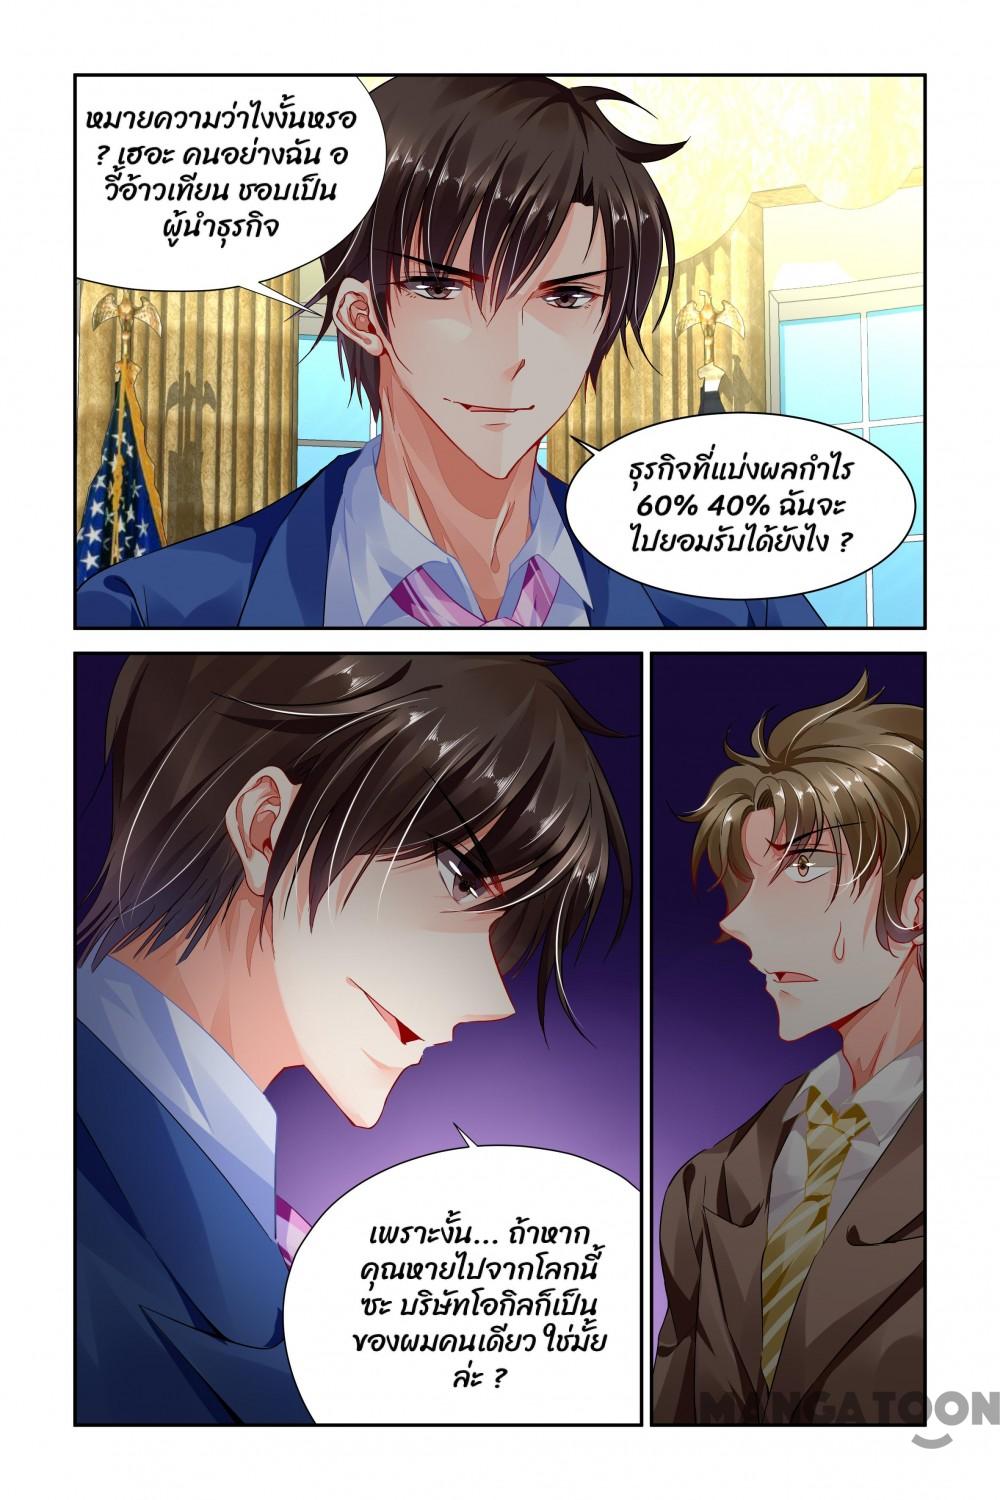 หมายความว่าไงงั้นหรอ
? เฮอะ คนอย่างฉัน อ
วี้อ้าวเทียน ชอบเป็น
ผู้นำธุรกิจ
ธุรกิจที่แบ่งผลกำไร
60% 40% ฉันจะ
ไปยอมรับได้ยังไง ?
เพราะงั้น... ถ้าหาก
คุณหายไปจากโลกนี้
ซะ บริษัทโอกิลก็เป็น
ของผมคนเดียว ใช่มั้ย
ล่ะ ?
MANGATOON